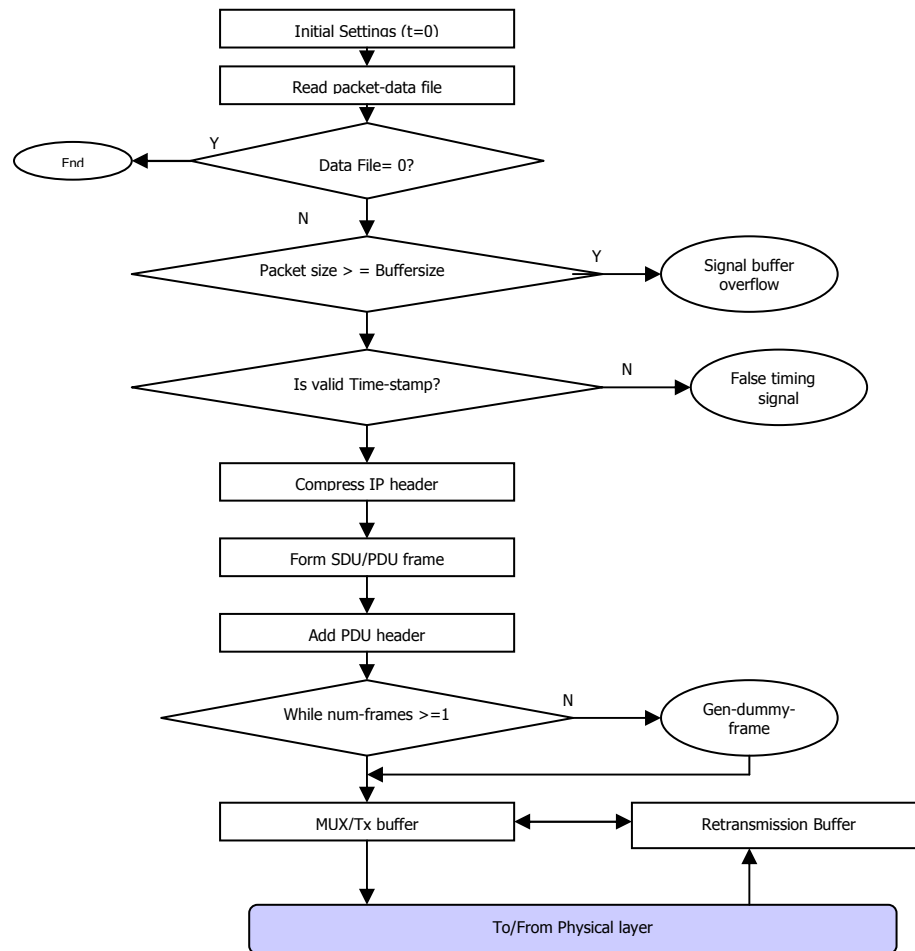 Initial Settings (t=0)
Read packet-data file
Y
End
Data File= 0?
N
Packet size > = Buffersize
Y
Signal buffer
overflow
Is valid Time-stamp?
N
False timing
signal
Compress IP header
Form SDU/PDU frame
Add PDU header
While num-frames >=1
N
Gen-dummy-
frame
MUX/Tx buffer
Retransmission Buffer
To/From Physical layer